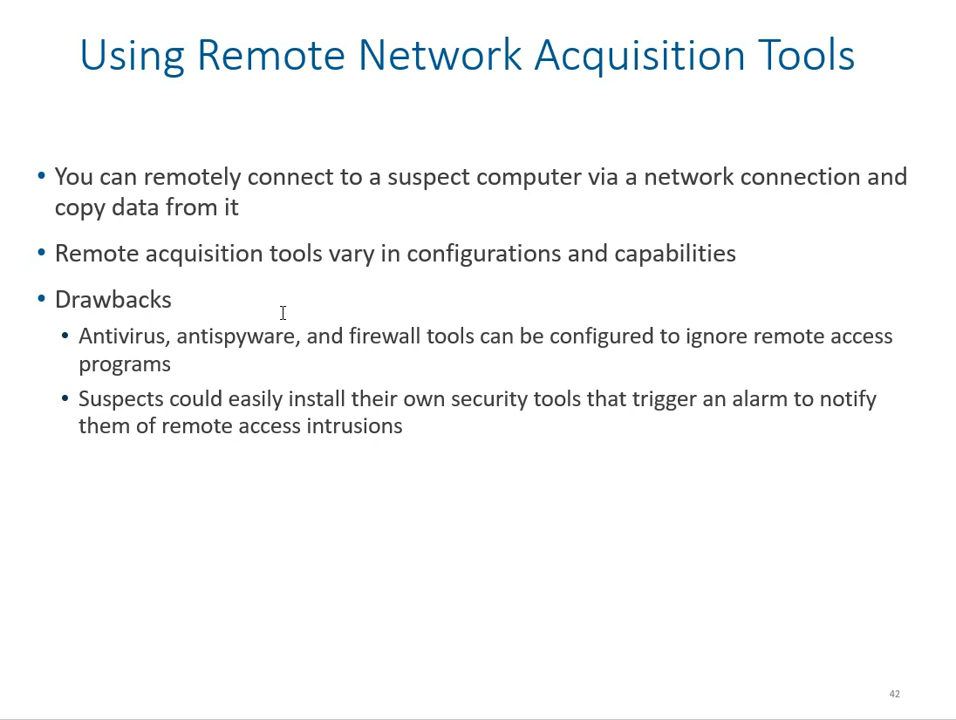 Using Remote Network Acquisition Tools
• You can remotely connect to a suspect computer via a network connection and
copy data from it
• Remote acquisition tools vary in configurations and capabilities
• Drawbacks
• Antivirus, antispyware, and firewall tools can be configured to ignore remote access
programs
• Suspects could easily install their own security tools that trigger an alarm to notify
them of remote access intrusions
42